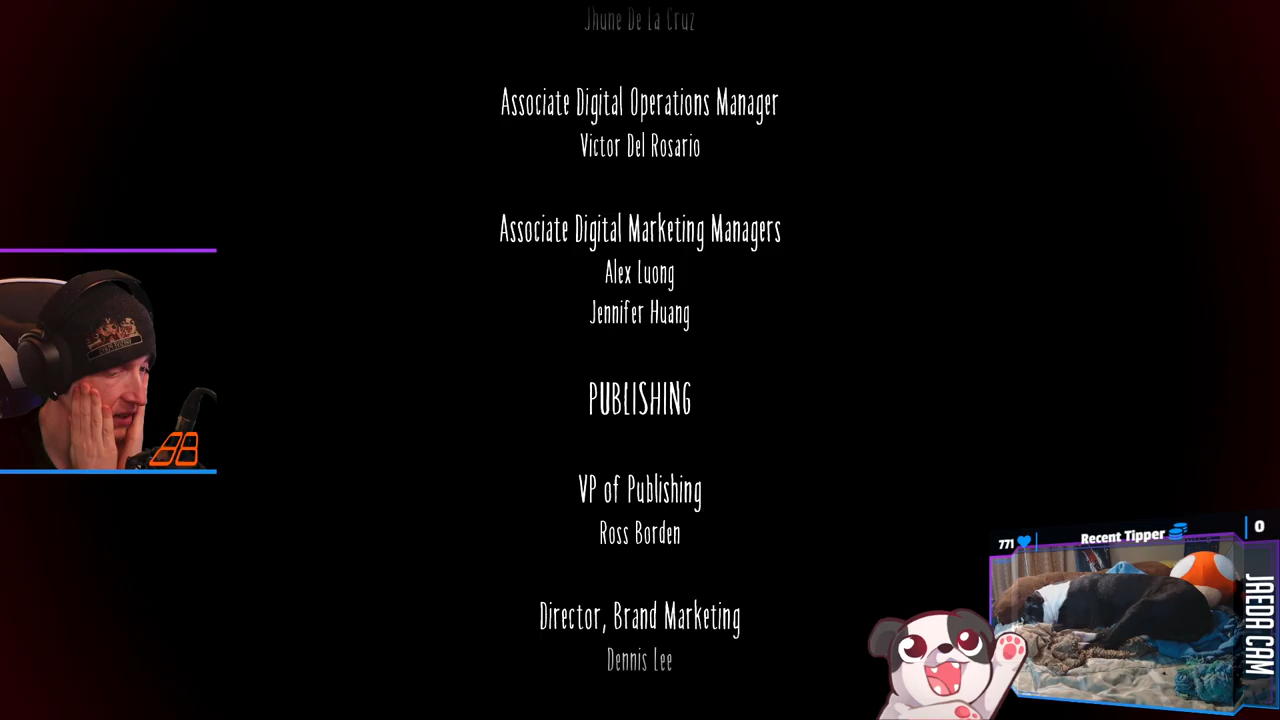 Jhune De La Cruz
Associate Digital Operations Manager
Victor Del Rosario
Associate Digital Marketing Managers
Alex Luong
Jennifer Huang
PUBLISHING
VP of Publishing
Ross Borden
Director, Brand Marketing
Dennis Lee
771
Recent Tipper
0
JAEDA CAM